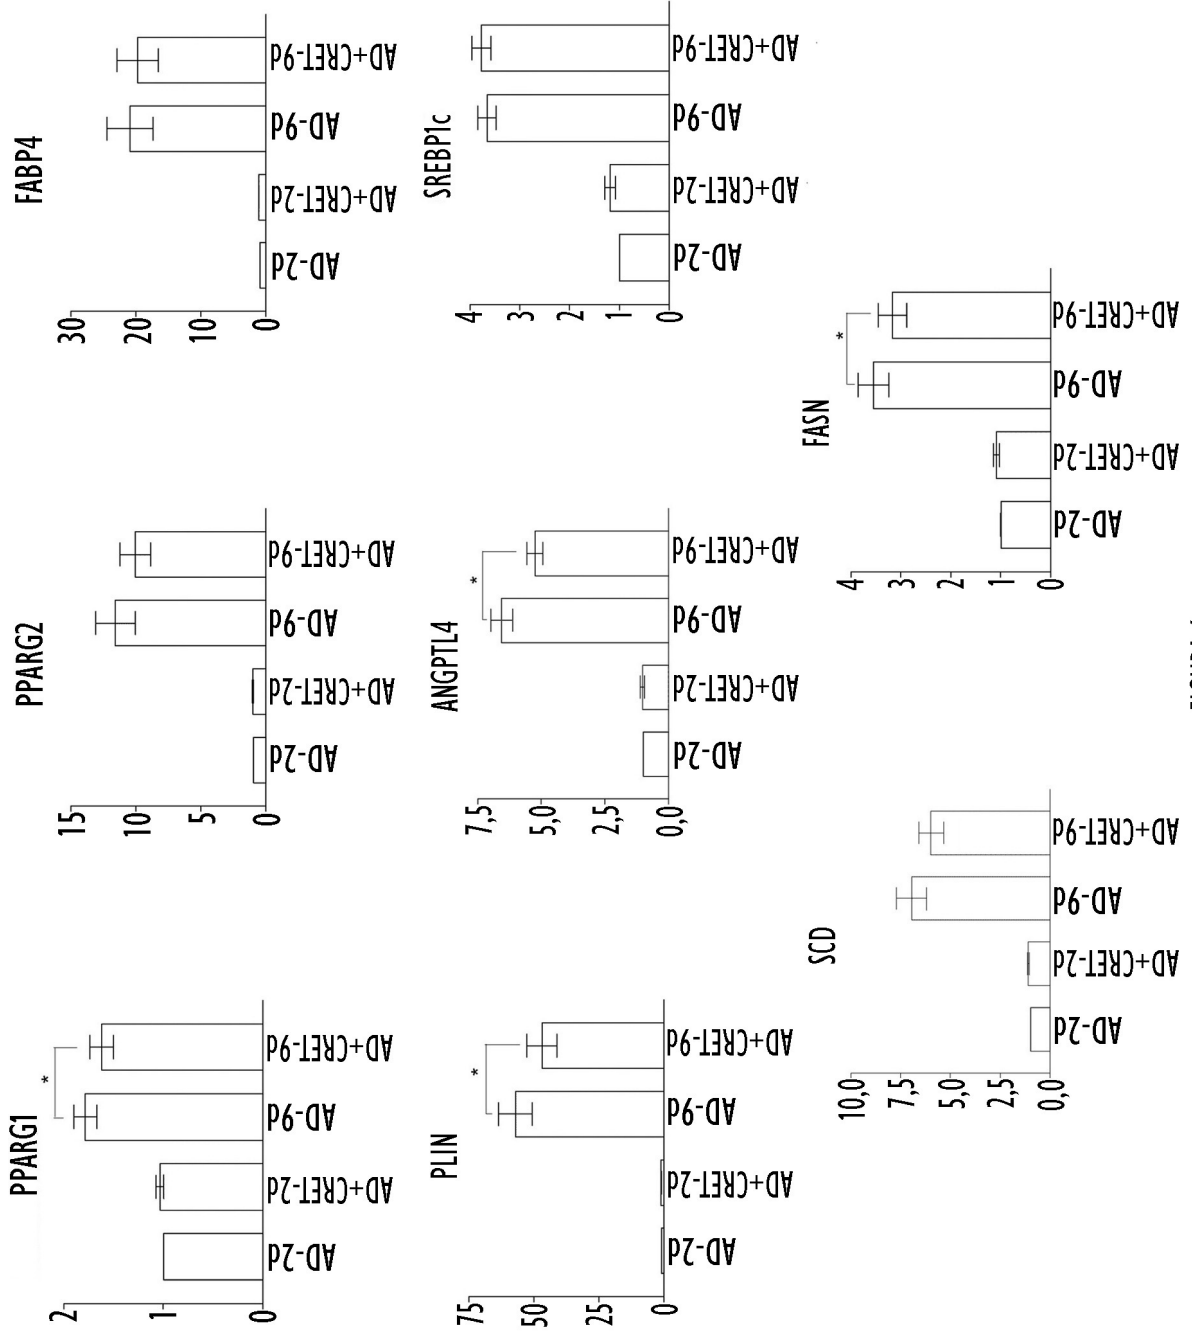 PPARG1
2
1
0
AD-2d
AD+CRET-2d
AD-9d
AD+CRET-9d
*
PPARG2
15
10
5
0
AD-2d
AD+CRET-2d
AD-9d
AD+CRET-9d
FABP4
30
20
10
0
AD-2d
AD+CRET-2d
AD-9d
AD+CRET-9d
PLIN
75
50
25
0
AD-2d
AD+CRET-2d
AD-9d
AD+CRET-9d
*
ANGPTL4
7,5
5,0
2,5
0,0
AD-2d
AD+CRET-2d
AD-9d
AD+CRET-9d
*
SREBP1c
4
3
2
1
0
AD-2d
AD+CRET-2d
AD-9d
AD+CRET-9d
SCD
10,0
7,5
5,0
2,5
0,0
AD-2d
AD+CRET-2d
AD-9d
AD+CRET-9d
FASN
4
3
2
1
0
AD-2d
AD+CRET-2d
AD-9d
AD+CRET-9d
*